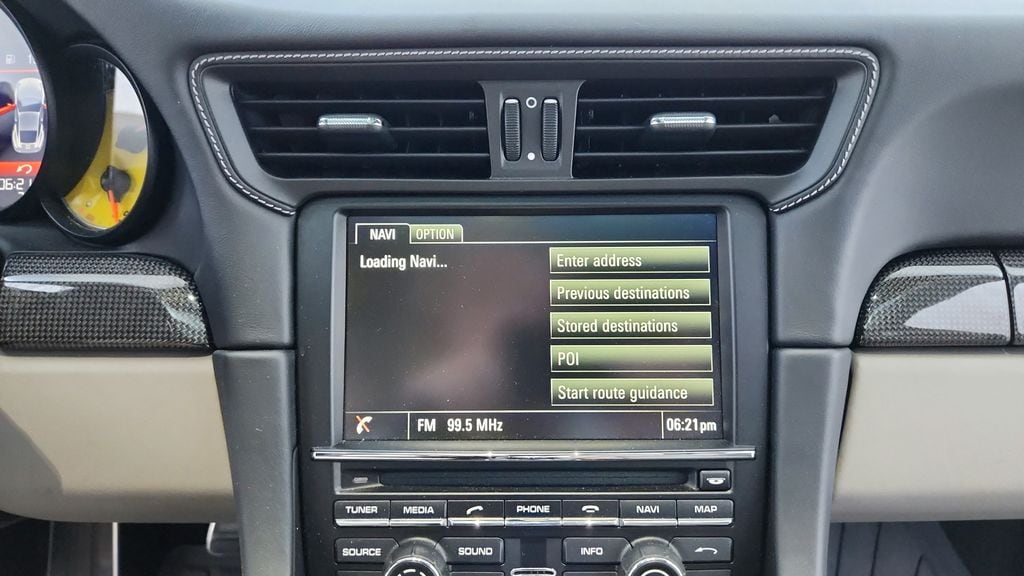 NAVI OPTION
Loading Navi...
Enter address
Previous destinations
Stored destinations
POI
Start route guidance
FM 99.5 MHz 06:21pm
TUNER MEDIA PHONE NAVI MAP
SOURCE SOUND INFO